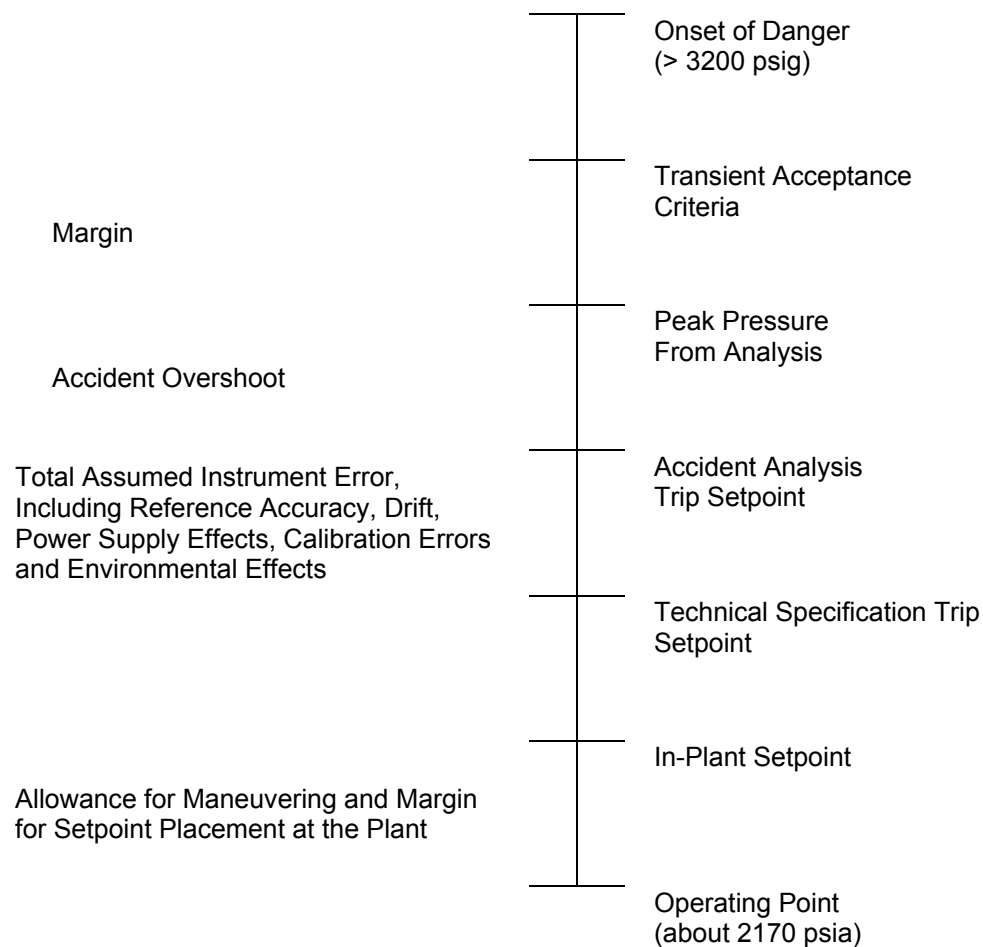 Onset of Danger
(> 3200 psig)
Transient Acceptance
Criteria
Margin
Peak Pressure
From Analysis
Accident Overshoot
Accident Analysis
Trip Setpoint
Total Assumed Instrument Error,
Including Reference Accuracy, Drift,
Power Supply Effects, Calibration Errors
and Environmental Effects
Technical Specification Trip
Setpoint
In-Plant Setpoint
Allowance for Maneuvering and Margin
for Setpoint Placement at the Plant
Operating Point
(about 2170 psia)